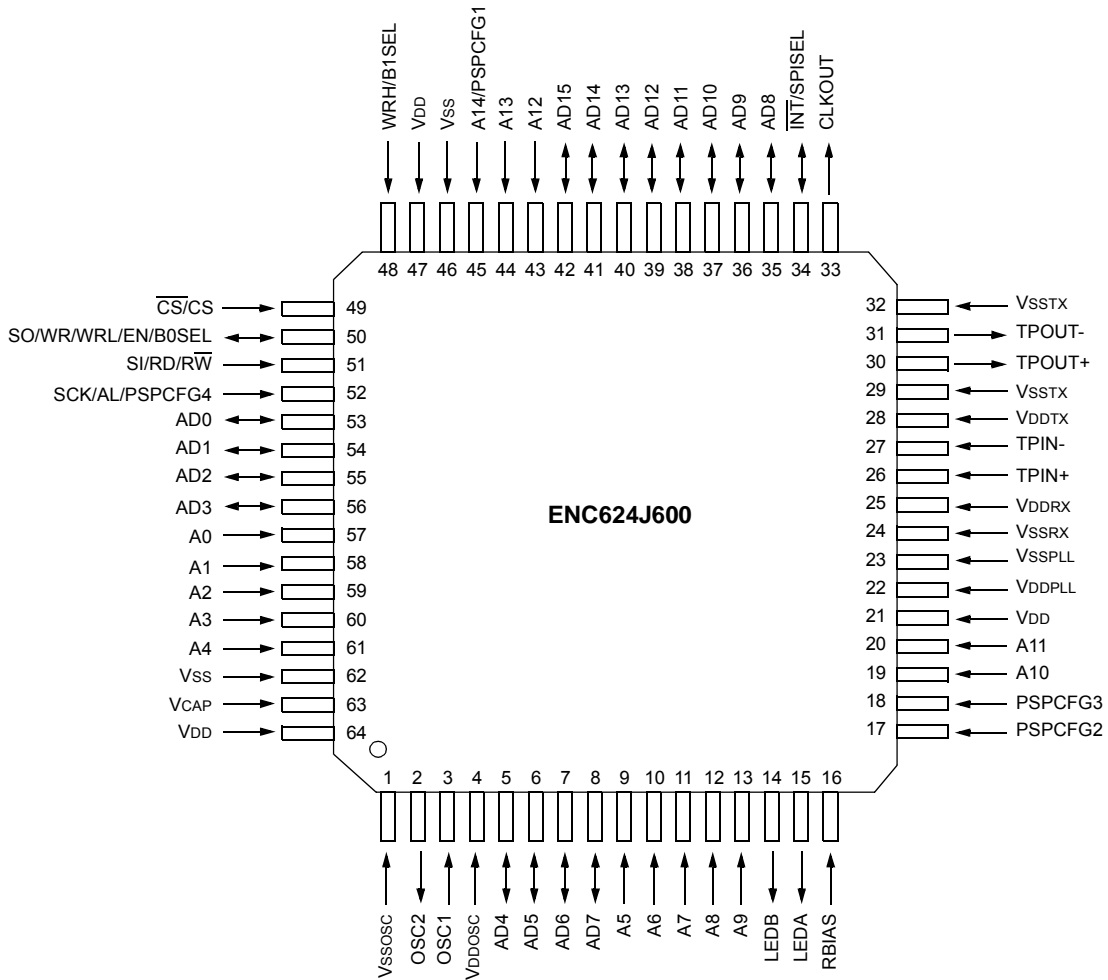 WRH/B1SEL
VDD
VSS
A14/PSPCFG1
A13
A12
AD15
AD14
AD13
AD12
AD11
AD10
AD9
AD8
INT/SPISEL
CLKOUT
48 47 46 45 44 43 42 41 40 39 38 37 36 35 34 33
CS/CS 49
SO/WR/WRL/EN/B0SEL 50
SI/RD/RW 51
SCK/AL/PSPCFG4 52
AD0 53
AD1 54
AD2 55
AD3 56
A0 57
A1 58
A2 59
A3 60
A4 61
VSS 62
VCAP 63
VDD 64
ENC624J600
32 VSSTX
31 TPOUT-
30 TPOUT+
29 VSSTX
28 VDDTX
27 TPIN-
26 TPIN+
25 VDDRX
24 VSSRX
23 VSSPLL
22 VDDPLL
21 VDD
20 A11
19 A10
18 PSPCFG3
17 PSPCFG2
1 2 3 4 5 6 7 8 9 10 11 12 13 14 15 16
VSSOSC
OSC2
OSC1
VDDOSC
AD4
AD5
AD6
AD7
A5
A6
A7
A8
A9
LEDB
LEDA
RBIAS